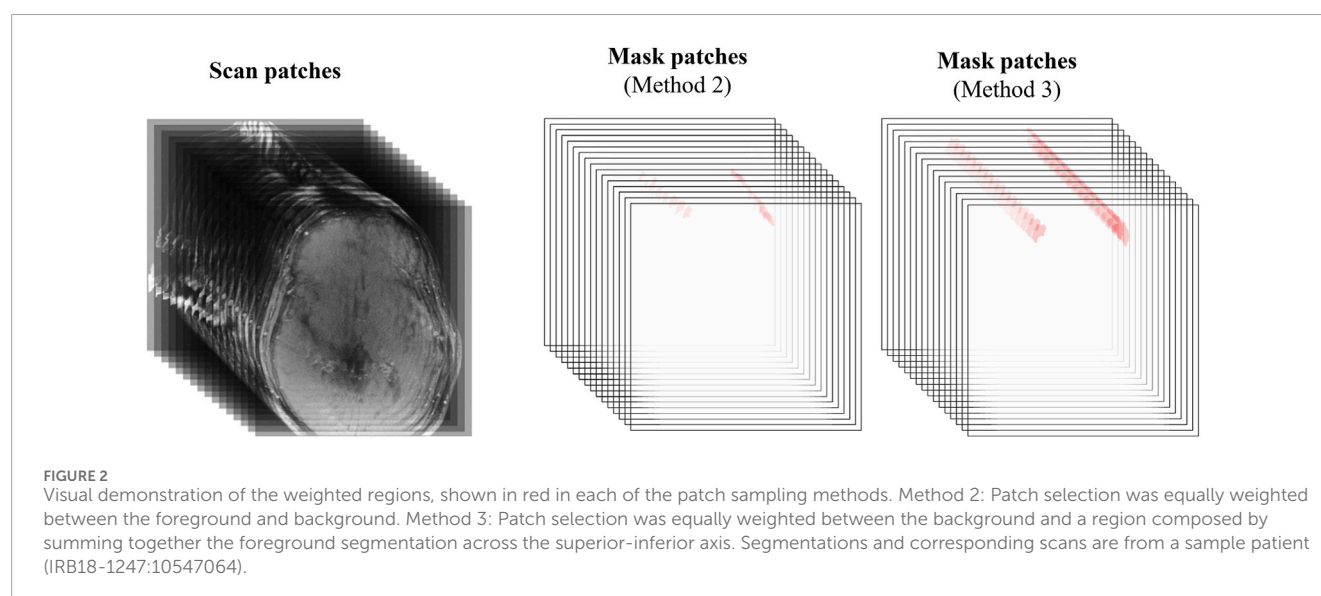 Scan patches
Mask patches
(Method 2)
Mask patches
(Method 3)
FIGURE 2
Visual demonstration of the weighted regions, shown in red in each of the patch sampling methods. Method 2: Patch selection was equally weighted
between the foreground and background. Method 3: Patch selection was equally weighted between the background and a region composed by
summing together the foreground segmentation across the superior-inferior axis. Segmentations and corresponding scans are from a sample patient
(IRB18-1247:10547064).